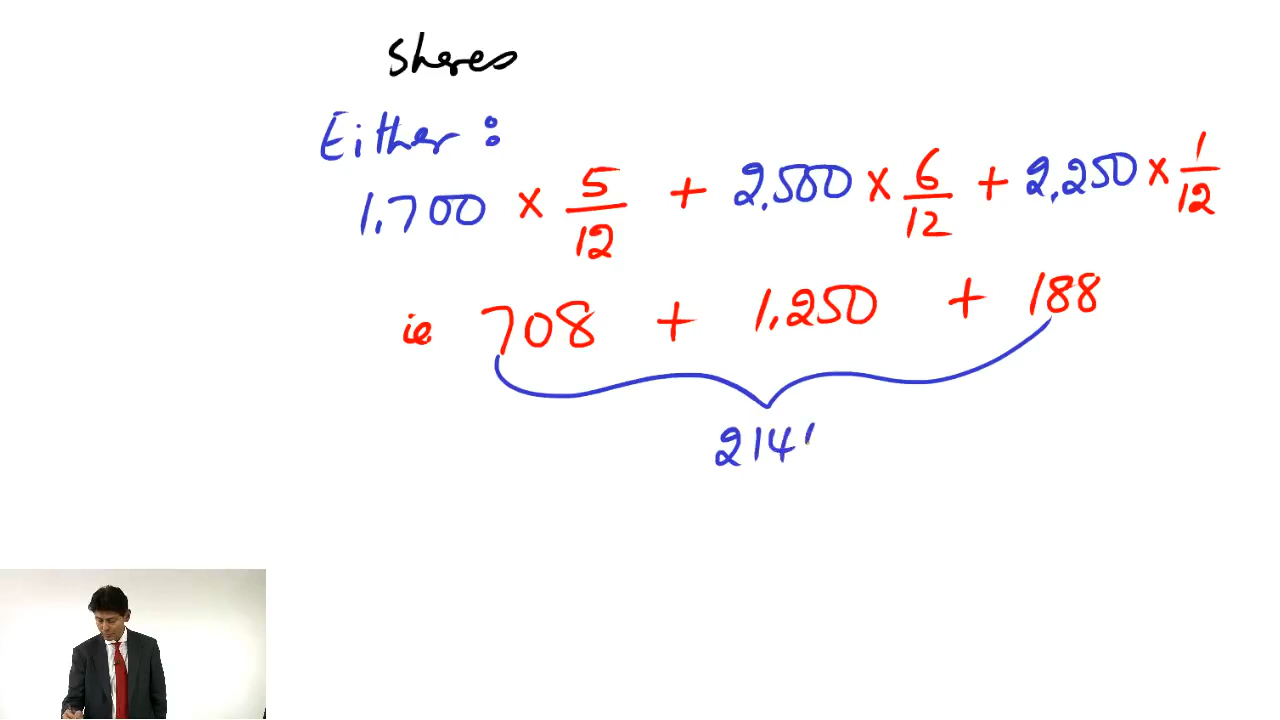 Shares
Either :
1,700 × 5/12 + 2,500 × 6/12 + 2,250 × 1/12
ie 708 + 1,250 + 188
214